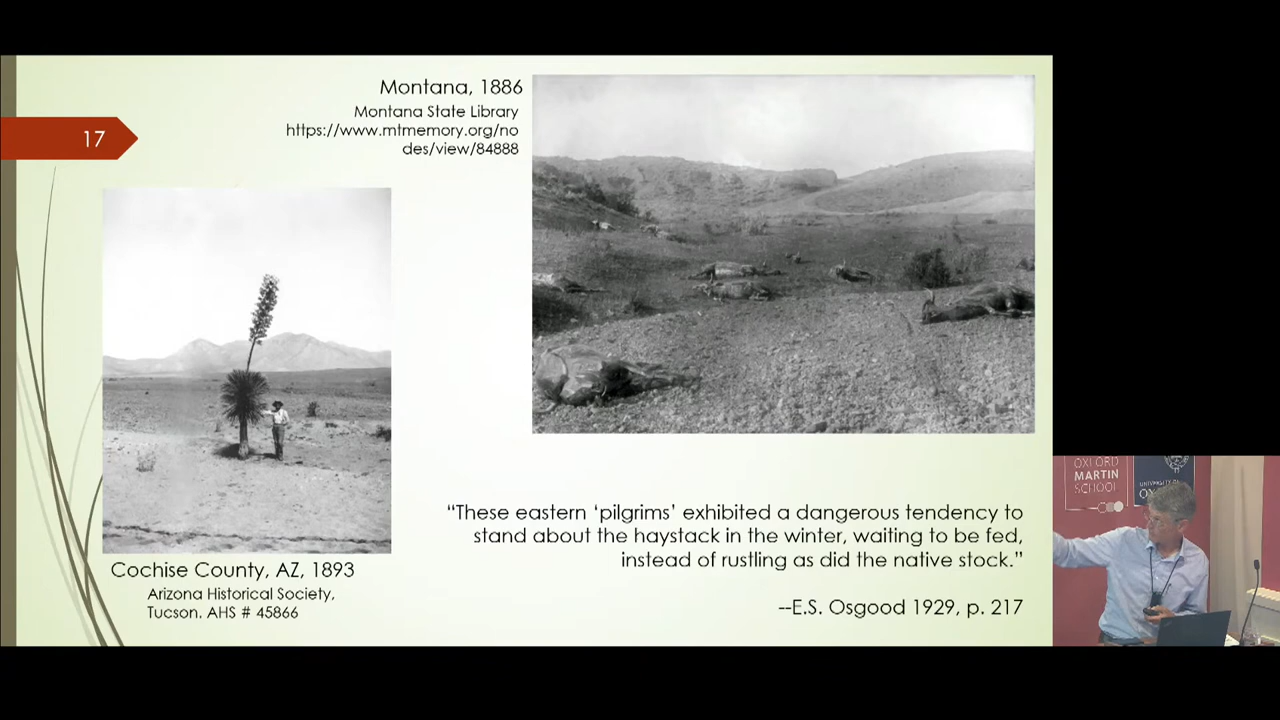 17
Montana, 1886
Montana State Library
https://www.mtmemory.org/no
des/view/84888
Cochise County, AZ, 1893
Arizona Historical Society,
Tucson. AHS # 45866
“These eastern ‘pilgrims’ exhibited a dangerous tendency to
stand about the haystack in the winter, waiting to be fed,
instead of rustling as did the native stock.”
--E.S. Osgood 1929, p. 217
OXFORD
MARTIN
SCHOOL
UNIVERSITY OF